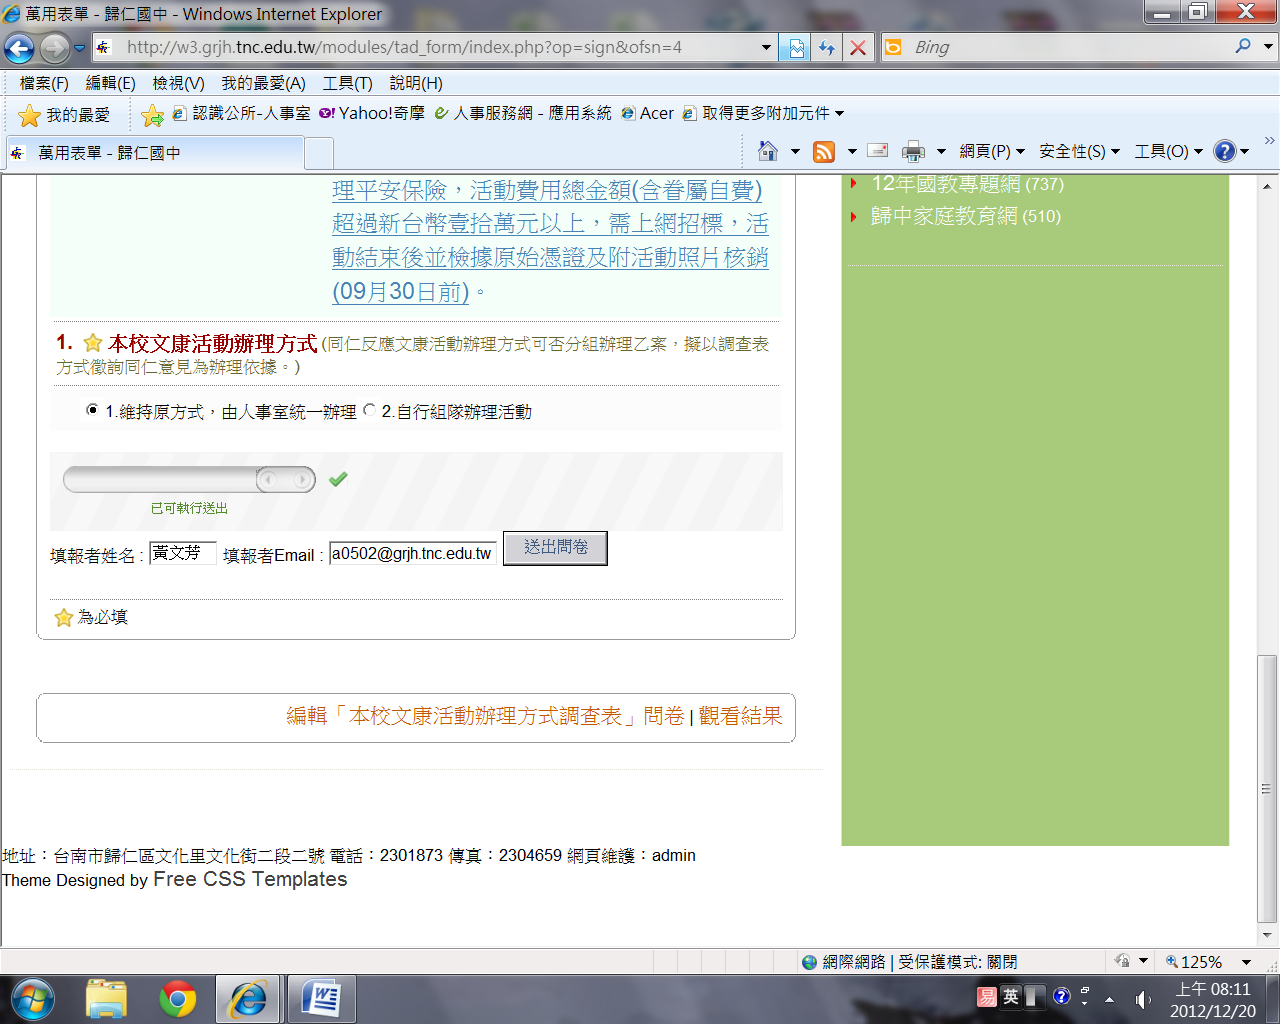 萬用表單 - 歸仁國中 - Windows Internet Explorer
http://w3.grjh.tnc.edu.tw/modules/tad_form/index.php?op=sign&ofsn=4
Bing
檔案(F) 編輯(E) 檢視(V) 我的最愛(A) 工具(T) 說明(H)
我的最愛 認識公所-人事室 Yahoo!奇摩 人事服務網 - 應用系統 Acer 取得更多附加元件
萬用表單 - 歸仁國中
網頁(P) 安全性(S) 工具(O)
理平安保險，活動費用總金額(含眷屬自費)
超過新台幣壹拾萬元以上，需上網招標，活
動結束後並檢據原始憑證及附活動照片核銷
(09月30日前)。
12年國教專題網 (737)
歸中家庭教育網 (510)
1. 本校文康活動辦理方式 (同仁反應文康活動辦理方式可否分組辦理乙案，擬以調查表
方式徵詢同仁意見為辦理依據。)
1.維持原方式，由人事室統一辦理 2.自行組隊辦理活動
已可執行送出
填報者姓名 : 黃文芳 填報者Email : a0502@grjh.tnc.edu.tw 送出問卷
為必填
編輯「本校文康活動辦理方式調查表」問卷 | 觀看結果
地址：台南市歸仁區文化里文化街二段二號 電話：2301873 傳真：2304659 網頁維護：admin
Theme Designed by Free CSS Templates
網際網路 | 受保護模式: 關閉
125%
易 英
上午 08:11
2012/12/20